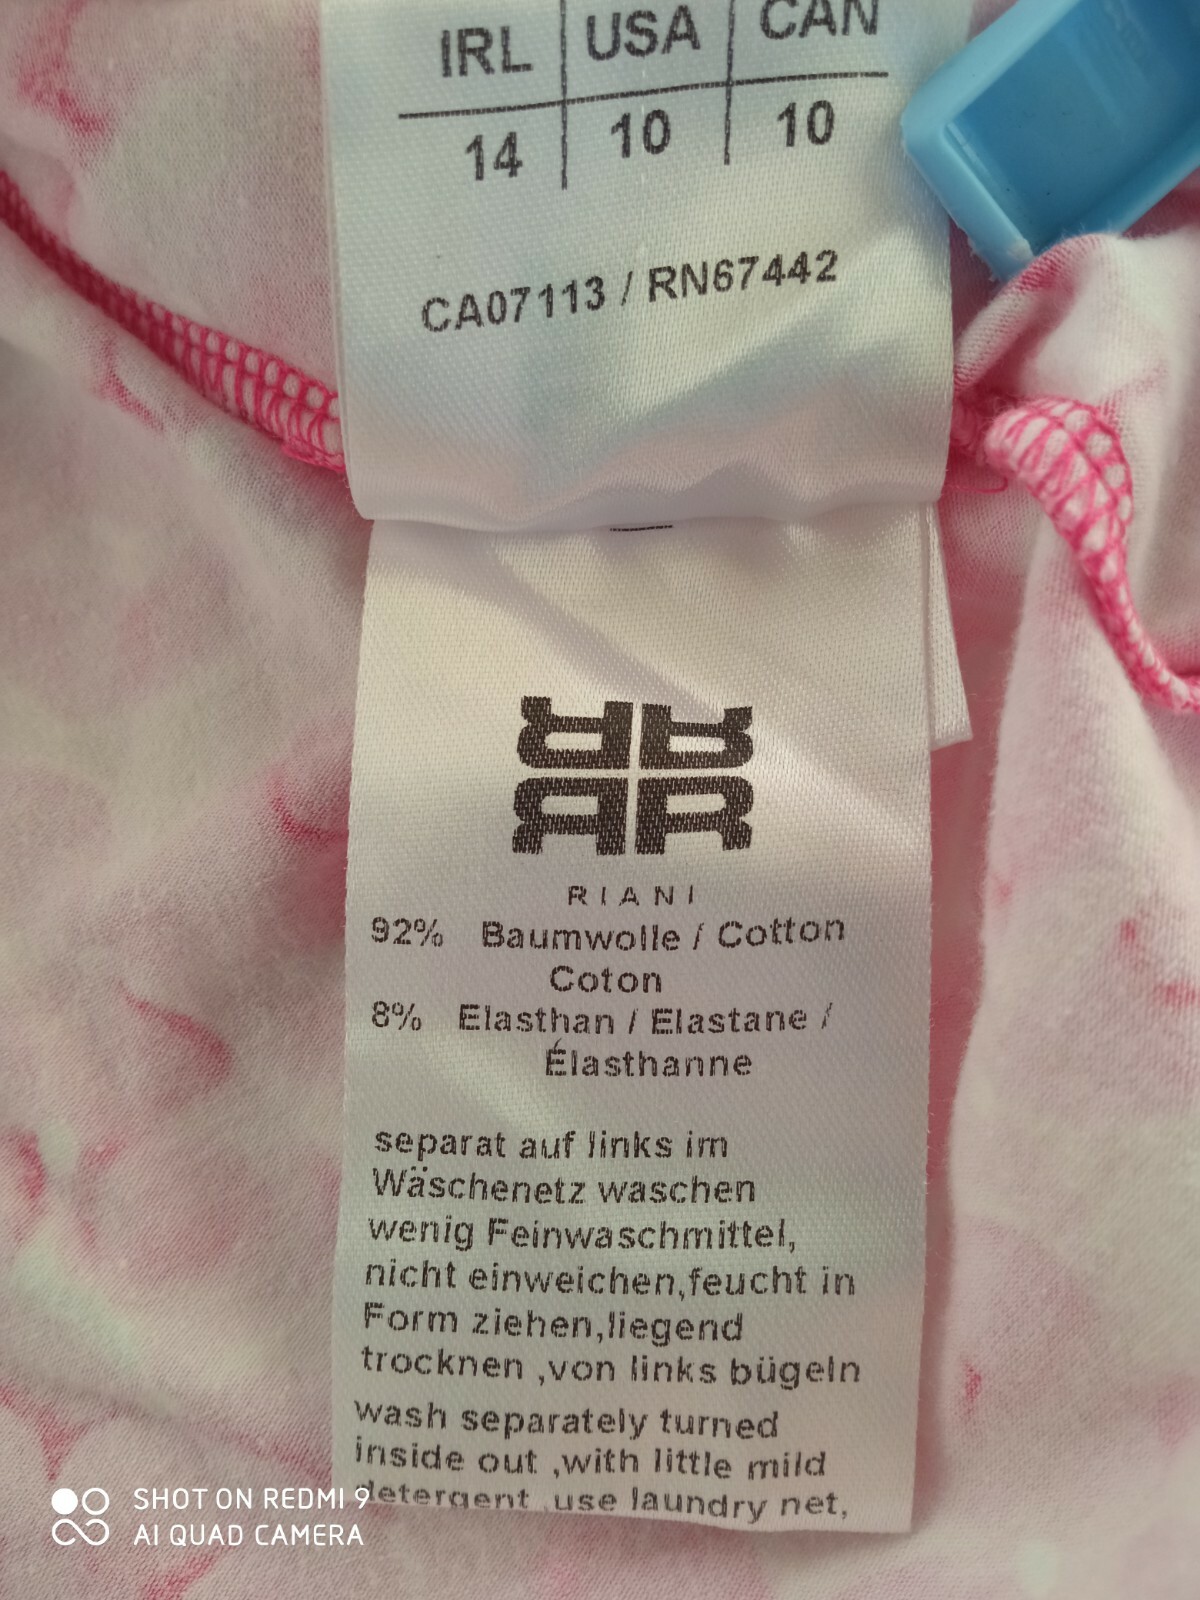 IRL USA CAN
14 10 10
CA07113 / RN67442
RIANI
92% Baumwolle / Cotton
Coton
8% Elasthan / Elastane /
Élasthanne
separat auf links im
Wäschenetz waschen
wenig Feinwaschmittel,
nicht einweichen,feucht in
Form ziehen,liegend
trocknen ,von links bügeln
wash separately turned
inside out ,with little mild
detergent ,use laundry net,
SHOT ON REDMI 9
AI QUAD CAMERA